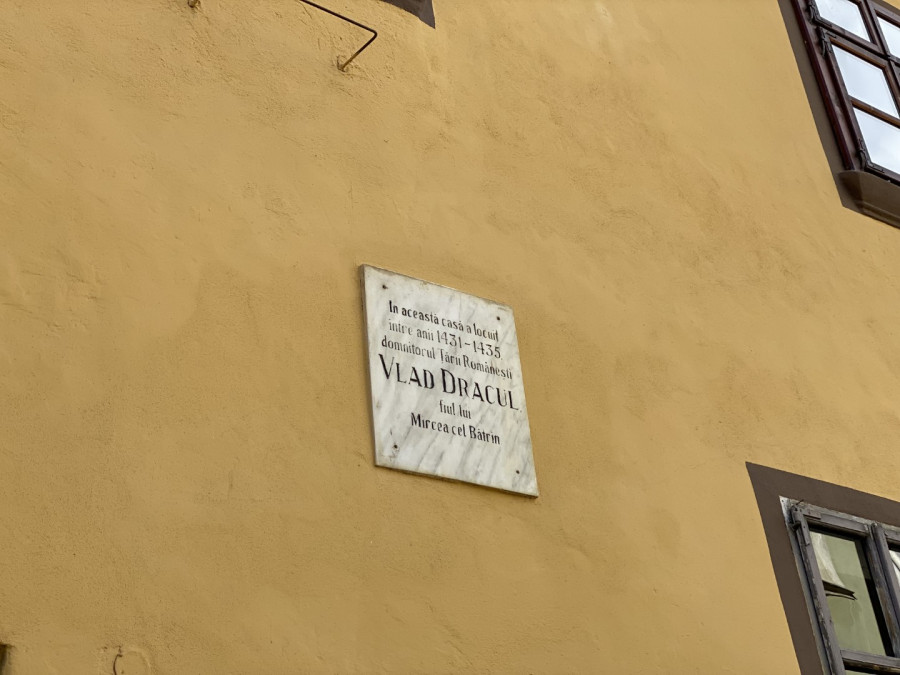 In această casă a locuit
între anii 1431-1435
domnitorul Țării Românești
VLAD DRACUL
fiul lui
Mircea cel Bătrîn